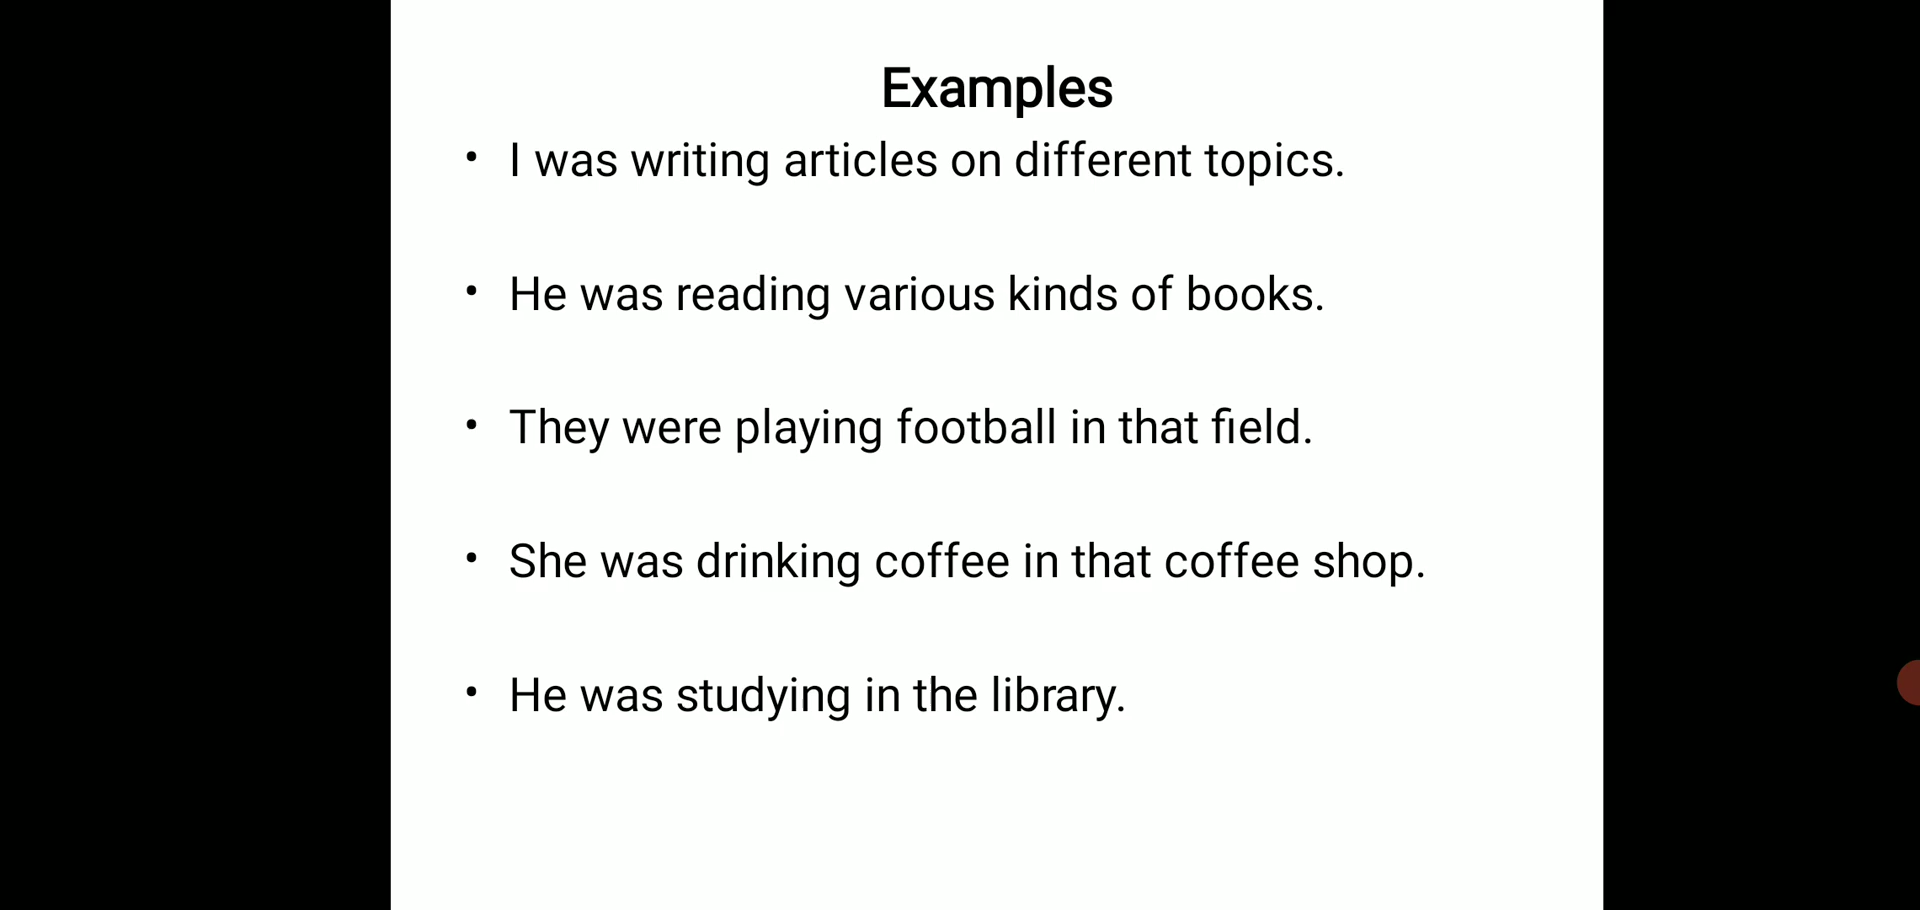 Examples
• I was writing articles on different topics.
• He was reading various kinds of books.
• They were playing football in that field.
• She was drinking coffee in that coffee shop.
• He was studying in the library.